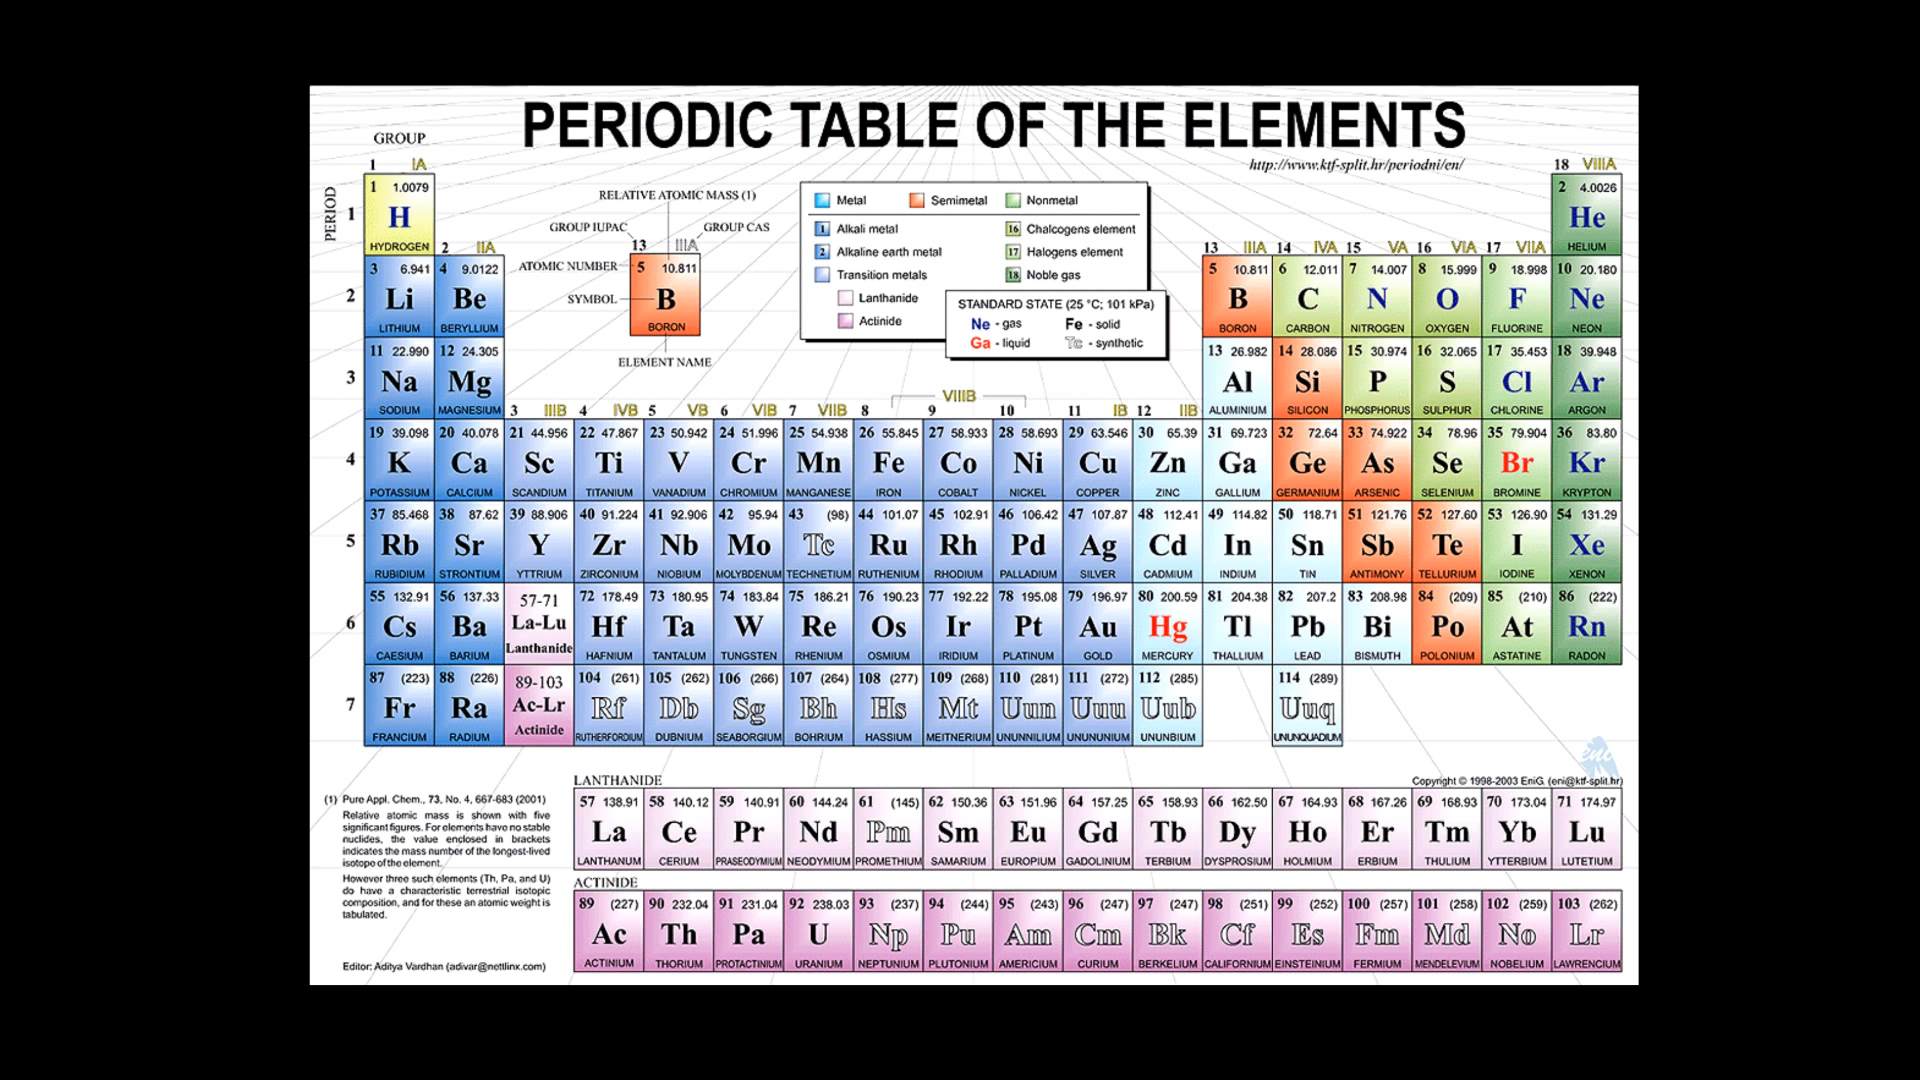 PERIODIC TABLE OF THE ELEMENTS
http://www.ktf-split.hr/periodni/en/
GROUP
PERIOD
1 IA
18 VIIIA
1
1 1.0079
H
HYDROGEN
2 4.0026
He
HELIUM
RELATIVE ATOMIC MASS (1)
GROUP IUPAC
GROUP CAS
13 IIIA
ATOMIC NUMBER
5 10.811
SYMBOL
B
BORON
ELEMENT NAME
Metal
Semimetal
Nonmetal
1 Alkali metal
16 Chalcogens element
2 Alkaline earth metal
17 Halogens element
Transition metals
18 Noble gas
Lanthanide
Actinide
STANDARD STATE (25 °C; 101 kPa)
Ne - gas
Fe - solid
Ga - liquid
Tc - synthetic
2 IIA
13 IIIA 14 IVA 15 VA 16 VIA 17 VIIA
2
3 6.941 4 9.0122 5 10.811 6 12.011 7 14.007 8 15.999 9 18.998 10 20.180
Li Be B C N O F Ne
LITHIUM BERYLLIUM BORON CARBON NITROGEN OXYGEN FLUORINE NEON
3
11 22.990 12 24.305 13 26.982 14 28.086 15 30.974 16 32.065 17 35.453 18 39.948
Na Mg Al Si P S Cl Ar
SODIUM MAGNESIUM ALUMINIUM SILICON PHOSPHORUS SULPHUR CHLORINE ARGON
VIIIB
3 IIIB 4 IVB 5 VB 6 VIB 7 VIIB 8 9 10 11 IB 12 IIB
4
19 39.098 20 40.078 21 44.956 22 47.867 23 50.942 24 51.996 25 54.938 26 55.845 27 58.933 28 58.693 29 63.546 30 65.39 31 69.723 32 72.64 33 74.922 34 78.96 35 79.904 36 83.80
K Ca Sc Ti V Cr Mn Fe Co Ni Cu Zn Ga Ge As Se Br Kr
POTASSIUM CALCIUM SCANDIUM TITANIUM VANADIUM CHROMIUM MANGANESE IRON COBALT NICKEL COPPER ZINC GALLIUM GERMANIUM ARSENIC SELENIUM BROMINE KRYPTON
5
37 85.468 38 87.62 39 88.906 40 91.224 41 92.906 42 95.94 43 (98) 44 101.07 45 102.91 46 106.42 47 107.87 48 112.41 49 114.82 50 118.71 51 121.76 52 127.60 53 126.90 54 131.29
Rb Sr Y Zr Nb Mo Tc Ru Rh Pd Ag Cd In Sn Sb Te I Xe
RUBIDIUM STRONTIUM YTTRIUM ZIRCONIUM NIOBIUM MOLYBDENUM TECHNETIUM RUTHENIUM RHODIUM PALLADIUM SILVER CADMIUM INDIUM TIN ANTIMONY TELLURIUM IODINE XENON
6
55 132.91 56 137.33 57-71 72 178.49 73 180.95 74 183.84 75 186.21 76 190.23 77 192.22 78 195.08 79 196.97 80 200.59 81 204.38 82 207.2 83 208.98 84 (209) 85 (210) 86 (222)
Cs Ba La-Lu Hf Ta W Re Os Ir Pt Au Hg Tl Pb Bi Po At Rn
CAESIUM BARIUM Lanthanide HAFNIUM TANTALUM TUNGSTEN RHENIUM OSMIUM IRIDIUM PLATINUM GOLD MERCURY THALLIUM LEAD BISMUTH POLONIUM ASTATINE RADON
7
87 (223) 88 (226) 89-103 104 (261) 105 (262) 106 (266) 107 (264) 108 (277) 109 (268) 110 (281) 111 (272) 112 (285) 114 (289)
Fr Ra Ac-Lr Rf Db Sg Bh Hs Mt Uun Uuu Uub Uuq
FRANCIUM RADIUM Actinide RUTHERFORDIUM DUBNIUM SEABORGIUM BOHRIUM HASSIUM MEITNERIUM UNUNNILIUM UNUNUNIUM UNUNBIUM UNUNQUADIUM
eni
LANTHANIDE
Copyright © 1998-2003 EniG. (eni@ktf-split.hr)
57 138.91 58 140.12 59 140.91 60 144.24 61 (145) 62 150.36 63 151.96 64 157.25 65 158.93 66 162.50 67 164.93 68 167.26 69 168.93 70 173.04 71 174.97
La Ce Pr Nd Pm Sm Eu Gd Tb Dy Ho Er Tm Yb Lu
LANTHANUM CERIUM PRASEODYMIUM NEODYMIUM PROMETHIUM SAMARIUM EUROPIUM GADOLINIUM TERBIUM DYSPROSIUM HOLMIUM ERBIUM THULIUM YTTERBIUM LUTETIUM
ACTINIDE
89 (227) 90 232.04 91 231.04 92 238.03 93 (237) 94 (244) 95 (243) 96 (247) 97 (247) 98 (251) 99 (252) 100 (257) 101 (258) 102 (259) 103 (262)
Ac Th Pa U Np Pu Am Cm Bk Cf Es Fm Md No Lr
ACTINIUM THORIUM PROTACTINIUM URANIUM NEPTUNIUM PLUTONIUM AMERICIUM CURIUM BERKELIUM CALIFORNIUM EINSTEINIUM FERMIUM MENDELEVIUM NOBELIUM LAWRENCIUM
(1) Pure Appl. Chem., 73, No. 4, 667-683 (2001)
Relative atomic mass is shown with five
significant figures. For elements have no stable
nuclides, the value enclosed in brackets
indicates the mass number of the longest-lived
isotope of the element.
However three such elements (Th, Pa, and U)
do have a characteristic terrestrial isotopic
composition, and for these an atomic weight is
tabulated.
Editor: Aditya Vardhan (adivar@nettlinx.com)